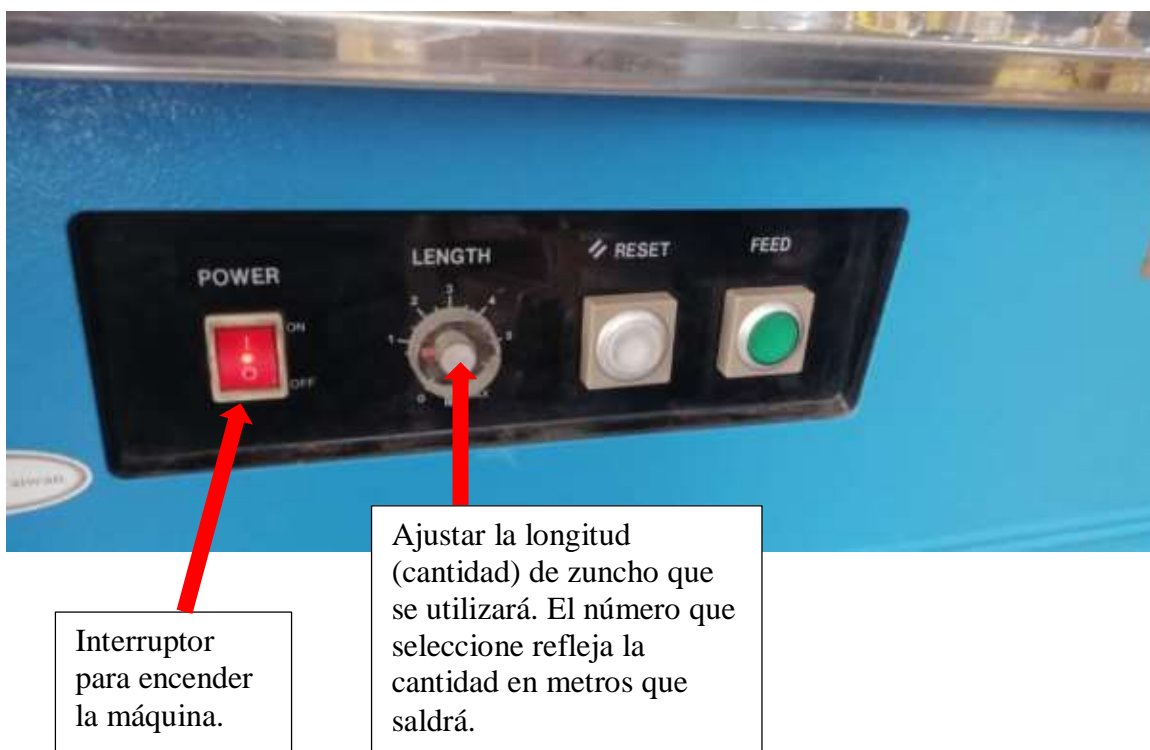 POWER
ON
OFF
LENGTH
0
1
2
3
4
5
RESET
FEED
Interruptor
para encender
la máquina.
Ajustar la longitud
(cantidad) de zuncho que
se utilizará. El número que
seleccione refleja la
cantidad en metros que
saldrá.